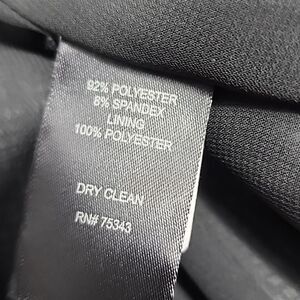 92% POLYESTER
8% SPANDEX
LINING
100% POLYESTER
DRY CLEAN
RN# 75343